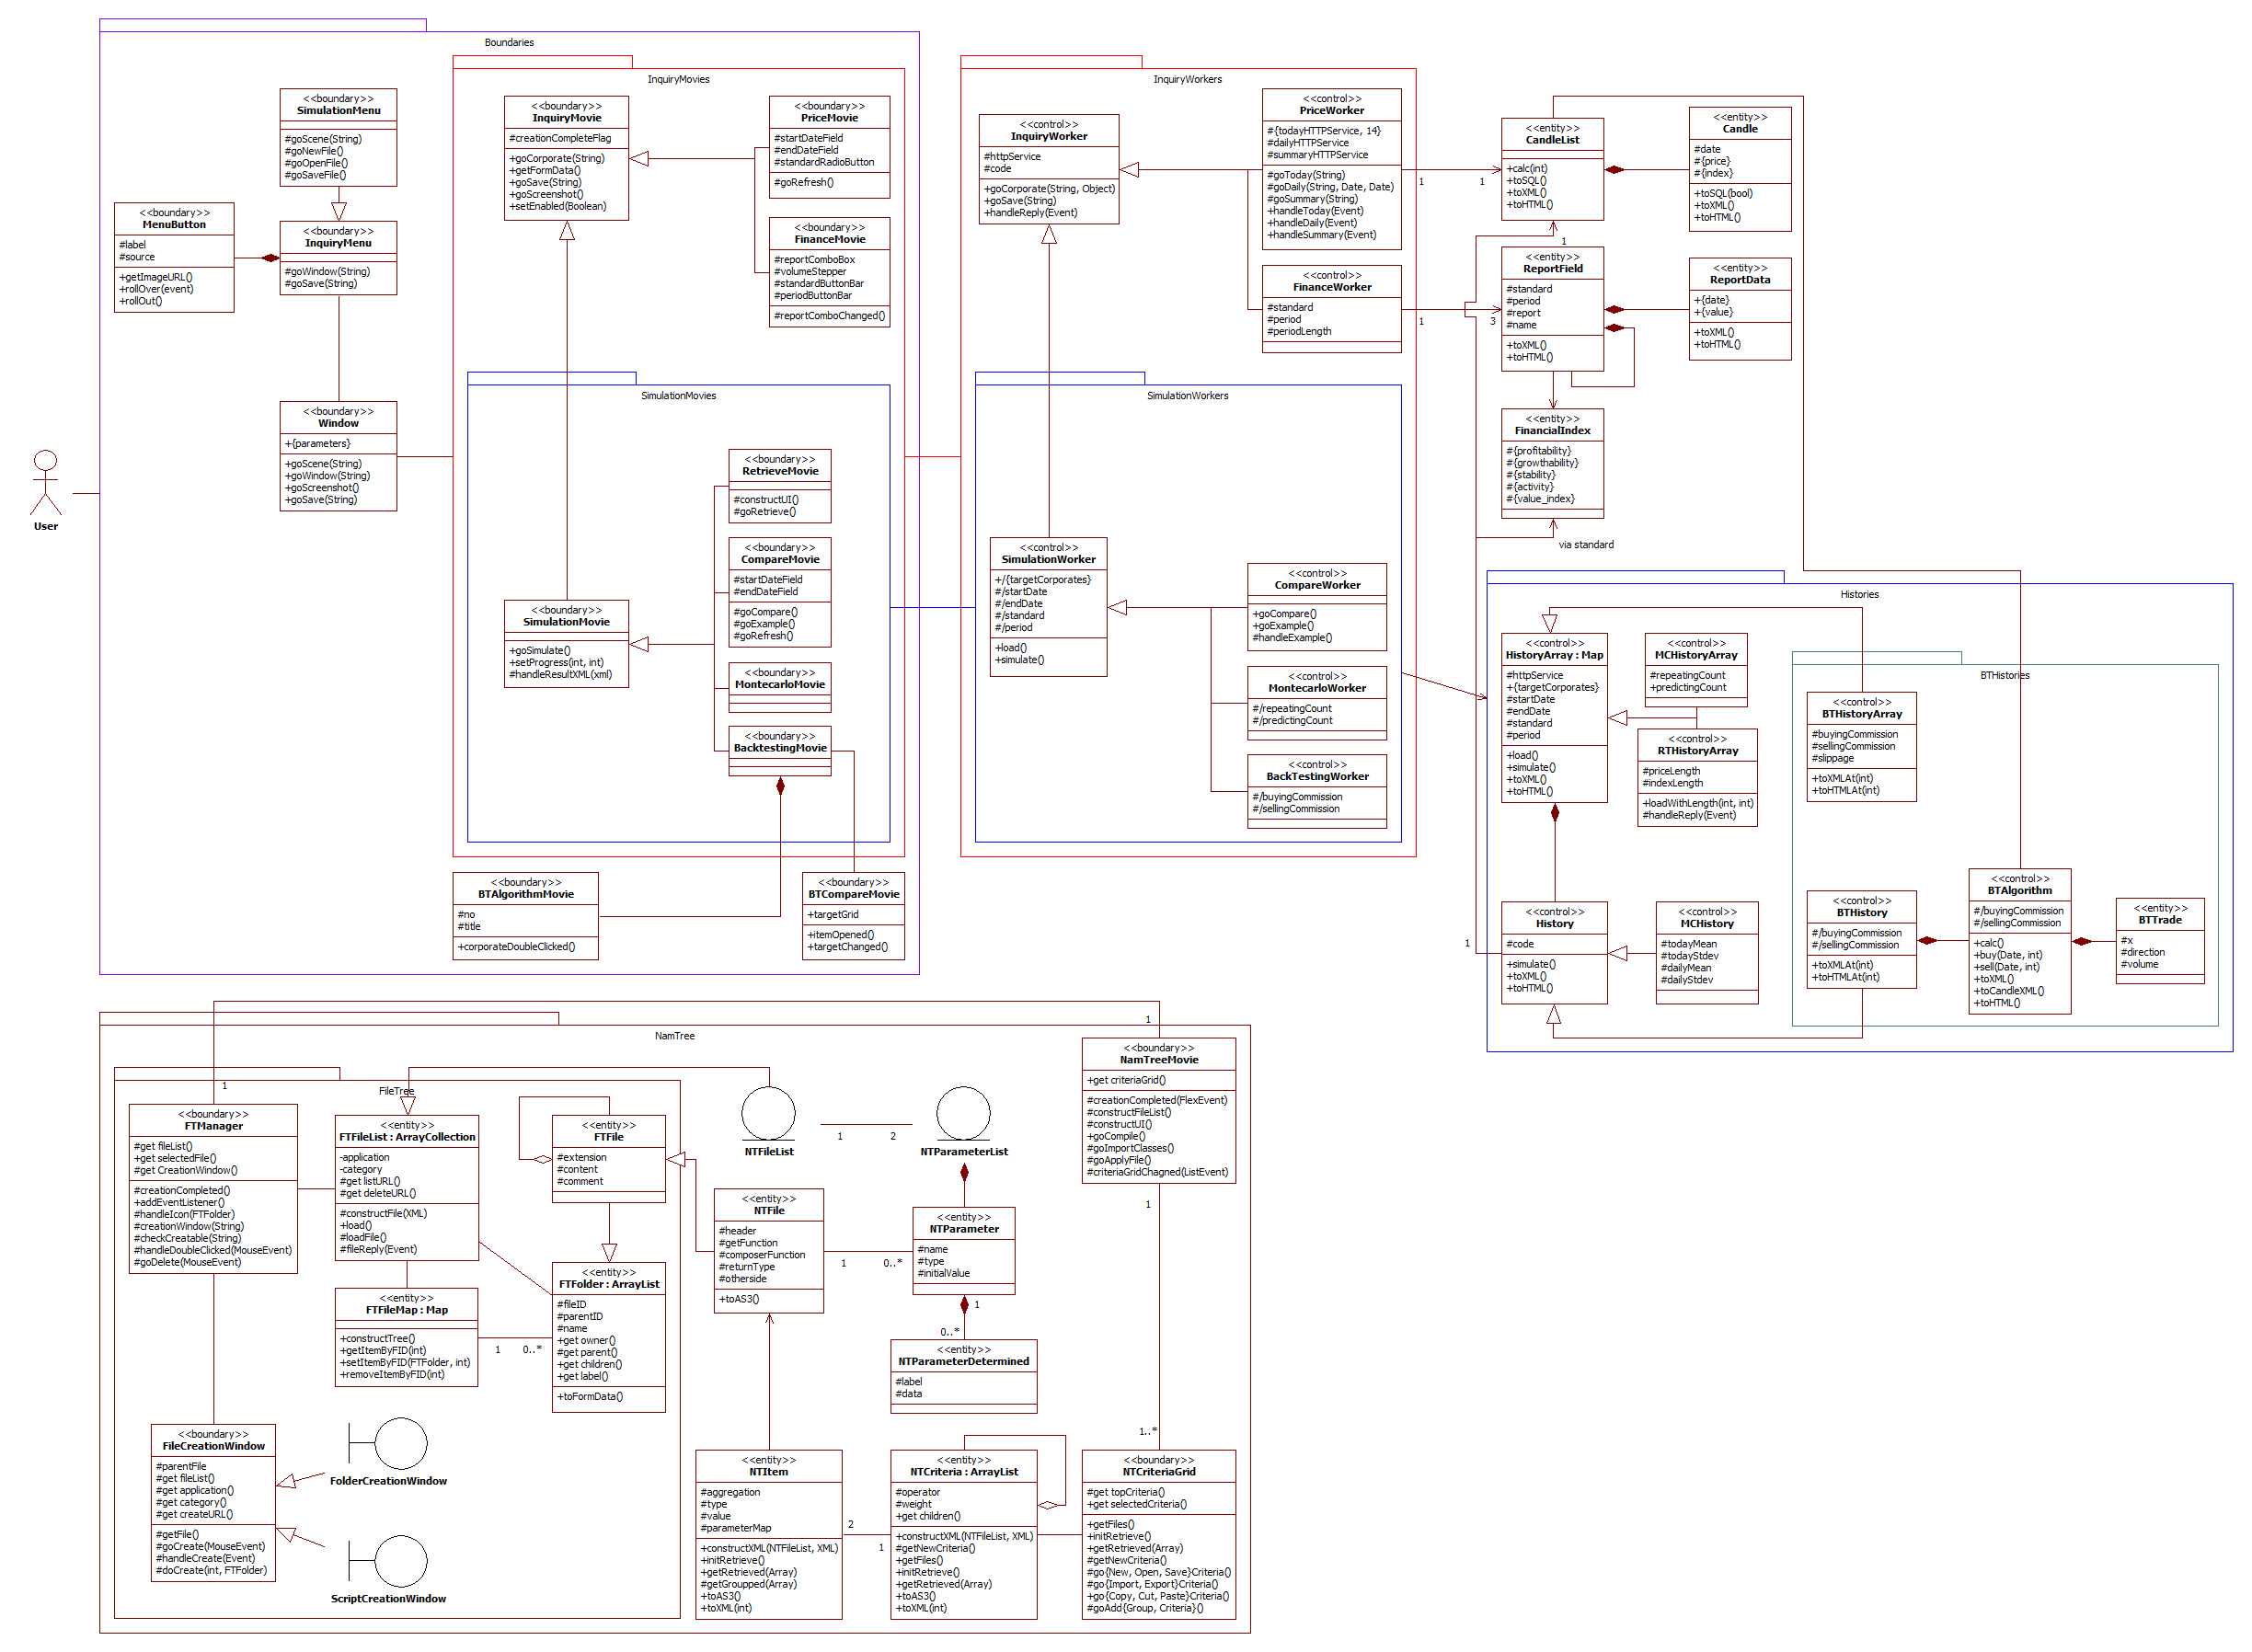 Boundaries
<<boundary>>
SimulationMenu
#goScene(String)
#goNewFile()
#goOpenFile()
#goSaveFile()
<<boundary>>
MenuButton
#label
#source
+getImageURL()
+rollOver(event)
+rollOut()
<<boundary>>
InquiryMenu
#goWindow(String)
#goSave(String)
<<boundary>>
Window
+{parameters}
+goScene(String)
+goWindow(String)
+goScreenshot()
+goSave(String)
User
InquiryMovies
<<boundary>>
InquiryMovie
#creationCompleteFlag
+goCorporate(String)
+getFormData()
+goSave(String)
+goScreenshot()
+setEnabled(Boolean)
<<boundary>>
PriceMovie
#startDateField
#endDateField
#standardRadioButton
#goRefresh()
<<boundary>>
FinanceMovie
#reportComboBox
#volumeStepper
#standardButtonBar
#periodButtonBar
#reportComboChanged()
SimulationMovies
<<boundary>>
RetrieveMovie
#constructUI()
#goRetrieve()
<<boundary>>
CompareMovie
#startDateField
#endDateField
#goCompare()
#goExample()
#goRefresh()
<<boundary>>
SimulationMovie
+goSimulate()
+setProgress(int, int)
#handleResultXML(xml)
<<boundary>>
MontecarloMovie
<<boundary>>
BacktestingMovie
<<boundary>>
BTAlgorithmMovie
#no
#title
+corporateDoubleClicked()
<<boundary>>
BTCompareMovie
+targetGrid
+itemOpened()
+targetChanged()
InquiryWorkers
<<control>>
InquiryWorker
#httpService
#code
+goCorporate(String, Object)
+goSave(String)
+handleReply(Event)
<<control>>
PriceWorker
#{todayHTTPService, 14}
#dailyHTTPService
#summaryHTTPService
#goToday(String)
#goDaily(String, Date, Date)
#goSummary(String)
+handleToday(Event)
+handleDaily(Event)
+handleSummary(Event)
<<control>>
FinanceWorker
#standard
#period
#periodLength
SimulationWorkers
<<control>>
SimulationWorker
+/{targetCorporates}
#/startDate
#/endDate
#/standard
#/period
+load()
+simulate()
<<control>>
CompareWorker
+goCompare()
+goExample()
#handleExample()
<<control>>
MontecarloWorker
#/repeatingCount
#/predictingCount
<<control>>
BackTestingWorker
#/buyingCommission
#/sellingCommission
1
1
<<entity>>
CandleList
+calc(int)
+toSQL()
+toXML()
+toHTML()
<<entity>>
Candle
#date
#{price}
#{index}
+toSQL(bool)
+toXML()
+toHTML()
1
1
3
<<entity>>
ReportField
#standard
#period
#report
#name
+toXML()
+toHTML()
<<entity>>
ReportData
+{date}
+{value}
+toXML()
+toHTML()
<<entity>>
FinancialIndex
#{profitability}
#{growthability}
#{stability}
#{activity}
#{value_index}
via standard
Histories
<<control>>
HistoryArray : Map
#httpService
+{targetCorporates}
#startDate
#endDate
#standard
#period
+load()
+simulate()
+toXML()
+toHTML()
<<control>>
MCHistoryArray
#repeatingCount
+predictingCount
<<control>>
RTHistoryArray
#priceLength
#indexLength
+loadWithLength(int, int)
#handleReply(Event)
BTHistories
<<control>>
BTHistoryArray
#buyingCommission
#sellingCommission
#slippage
+toXMLAt(int)
+toHTMLAt(int)
1
<<control>>
History
#code
+simulate()
+toXML()
+toHTML()
<<control>>
MCHistory
#todayMean
#todayStdev
#dailyMean
#dailyStdev
<<control>>
BTHistory
#/buyingCommission
#/sellingCommission
+toXMLAt(int)
+toHTMLAt(int)
<<control>>
BTAlgorithm
#/buyingCommission
#/sellingCommission
+calc()
+buy(Date, int)
+sell(Date, int)
+toXML()
+toCandleXML()
+toHTML()
<<entity>>
BTTrade
#x
#direction
#volume
NamTree
FileTree
1
<<boundary>>
FTManager
#get fileList()
+get selectedFile()
#get CreationWindow()
#creationCompleted()
+addEventListener()
#handleIcon(FTFolder)
#creationWindow(String)
#checkCreatable(String)
#handleDoubleClicked(MouseEvent)
#goDelete(MouseEvent)
<<entity>>
FTFileList : ArrayCollection
-application
-category
#get listURL()
#get deleteURL()
#constructFile(XML)
+load()
#loadFile()
#fileReply(Event)
<<entity>>
FTFile
#extension
#content
#comment
<<entity>>
FTFolder : ArrayList
#fileID
#parentID
#name
+get owner()
#get parent()
+get children()
+get label()
+toFormData()
<<entity>>
FTFileMap : Map
+constructTree()
+getItemByFID(int)
+setItemByFID(FTFolder, int)
+removeItemByFID(int)
1
0..*
<<boundary>>
FileCreationWindow
#parentFile
#get fileList()
#get application()
#get category()
#get createURL()
#getFile()
#goCreate(MouseEvent)
#handleCreate(Event)
#doCreate(int, FTFolder)
FolderCreationWindow
ScriptCreationWindow
NTFileList
1
2
NTParameterList
<<entity>>
NTFile
#header
#getFunction
#composerFunction
#returnType
#otherside
+toAS3()
1
0..*
<<entity>>
NTParameter
#name
#type
#initialValue
1
0..*
<<entity>>
NTParameterDetermined
#label
#data
1
<<boundary>>
NamTreeMovie
+get criteriaGrid()
#creationCompleted(FlexEvent)
#constructFileList()
#constructUI()
+goCompile()
#goImportClasses()
#goApplyFile()
#criteriaGridChagned(ListEvent)
1
1..*
<<entity>>
NTItem
#aggregation
#type
#value
#parameterMap
+constructXML(NTFileList, XML)
+initRetrieve()
+getRetrieved(Array)
#getGroupped(Array)
+toAS3()
+toXML(int)
2
1
<<entity>>
NTCriteria : ArrayList
#operator
#weight
+get children()
+constructXML(NTFileList, XML)
#getNewCriteria()
+getFiles()
+initRetrieve()
+getRetrieved(Array)
+toAS3()
+toXML(int)
<<boundary>>
NTCriteriaGrid
#get topCriteria()
+get selectedCriteria()
+getFiles()
+initRetrieve()
+getRetrieved(Array)
#getNewCriteria()
#go{New, Open, Save}Criteria()
#go{Import, Export}Criteria()
+go{Copy, Cut, Paste}Criteria()
#goAdd{Group, Criteria}()